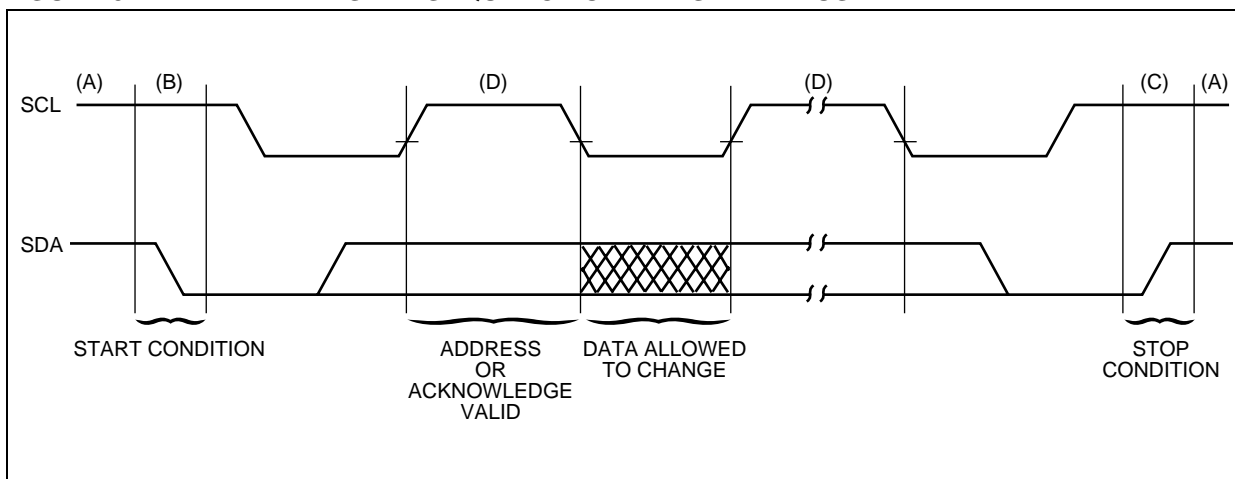 (A) (B) (D) (D) (C) (A)
SCL
SDA
START CONDITION
ADDRESS
OR
ACKNOWLEDGE
VALID
DATA ALLOWED
TO CHANGE
STOP
CONDITION